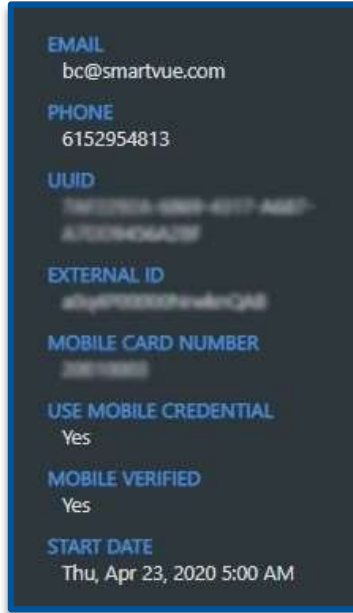 EMAIL
bc@smartvue.com
PHONE
6152954813
UUID
EXTERNAL ID
MOBILE CARD NUMBER
USE MOBILE CREDENTIAL
Yes
MOBILE VERIFIED
Yes
START DATE
Thu, Apr 23, 2020 5:00 AM